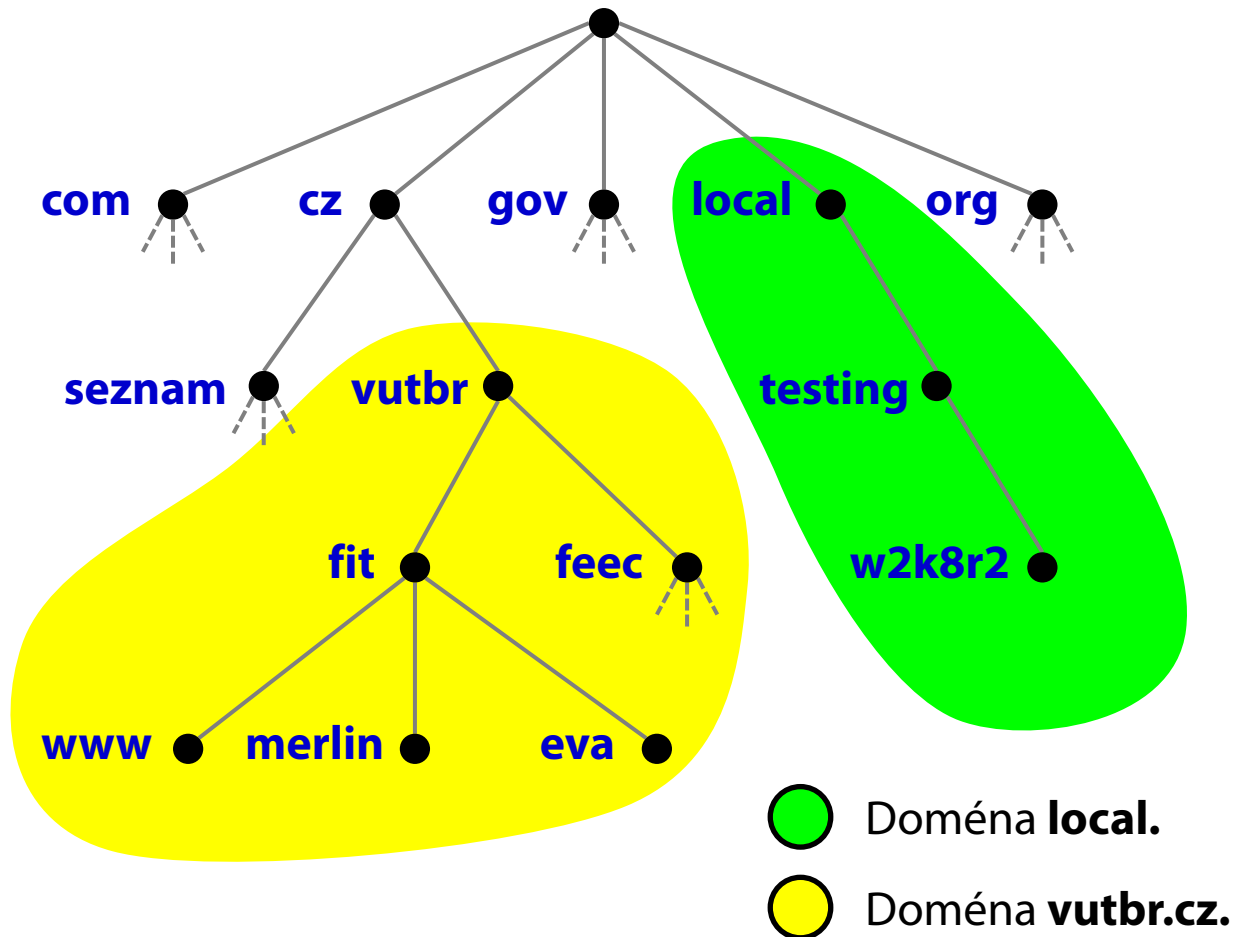 com cz gov local org
seznam vutbr testing
fit feec w2k8r2
www merlin eva
Doména local.
Doména vutbr.cz.